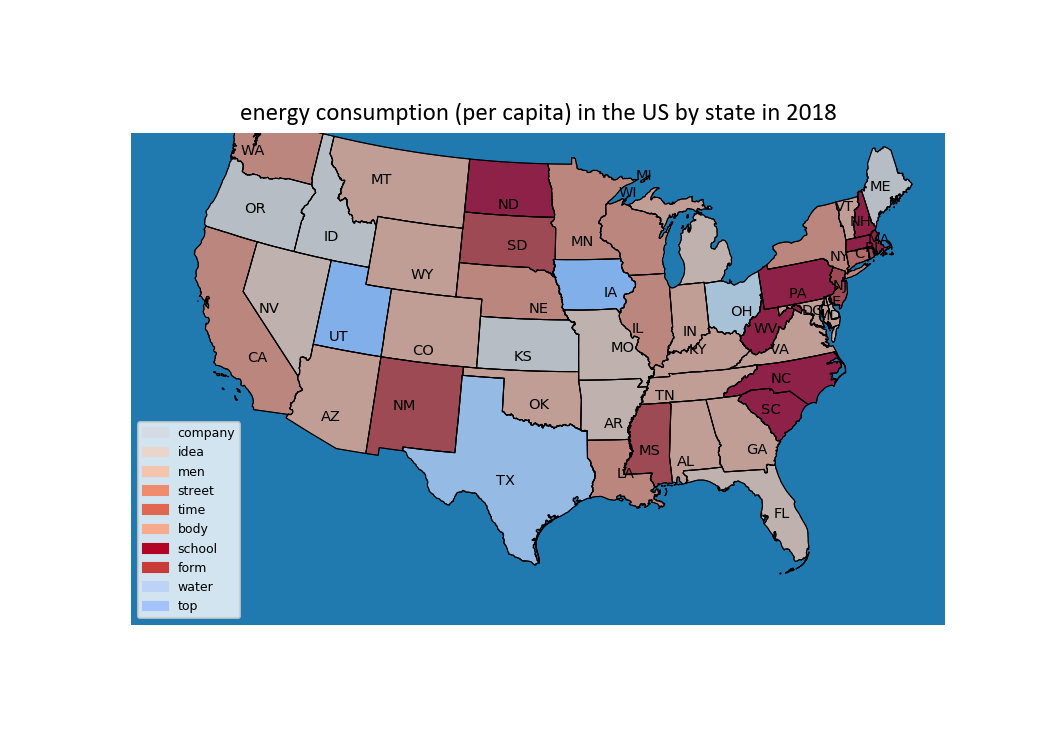 energy consumption (per capita) in the US by state in 2018
WA
MT
ND
MI
WI
ME
OR
ID
SD
MN
VT
NH
MA
NY
CT
WY
NV
UT
CO
NE
IA
IL
IN
OH
PA
NJ
DE
DC
WV
VA
KY
MO
KS
CA
AZ
NM
OK
AR
TN
NC
SC
MS
AL
GA
LA
TX
FL
company
idea
men
street
time
body
school
form
water
top